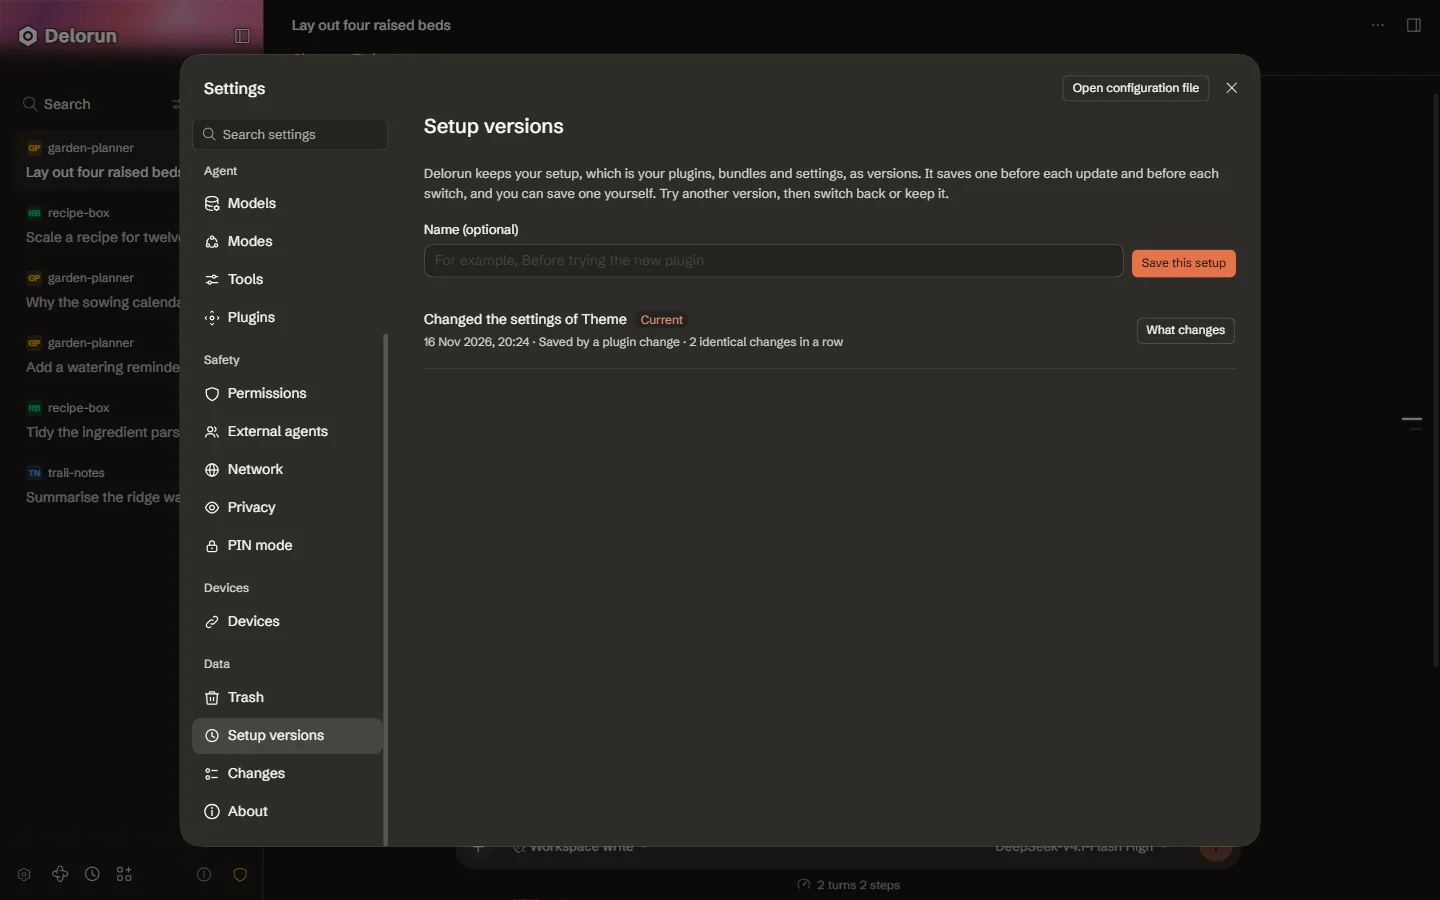 Delorun
Lay out four raised beds
Search
garden-planner
Lay out four raised beds
recipe-box
Scale a recipe for twelve
garden-planner
Why the sowing calenda
garden-planner
Add a watering reminde
recipe-box
Tidy the ingredient pars
trail-notes
Summarise the ridge wa
Settings
Open configuration file
Search settings
Agent
Models
Modes
Tools
Plugins
Safety
Permissions
External agents
Network
Privacy
PIN mode
Devices
Devices
Data
Trash
Setup versions
Changes
About
Setup versions
Delorun keeps your setup, which is your plugins, bundles and settings, as versions. It saves one before each update and before each
switch, and you can save one yourself. Try another version, then switch back or keep it.
Name (optional)
For example, Before trying the new plugin
Save this setup
Changed the settings of Theme Current
16 Nov 2026, 20:24 · Saved by a plugin change · 2 identical changes in a row
What changes
Workspace write
DeepSeek-V4.1-Flash High
2 turns 2 steps